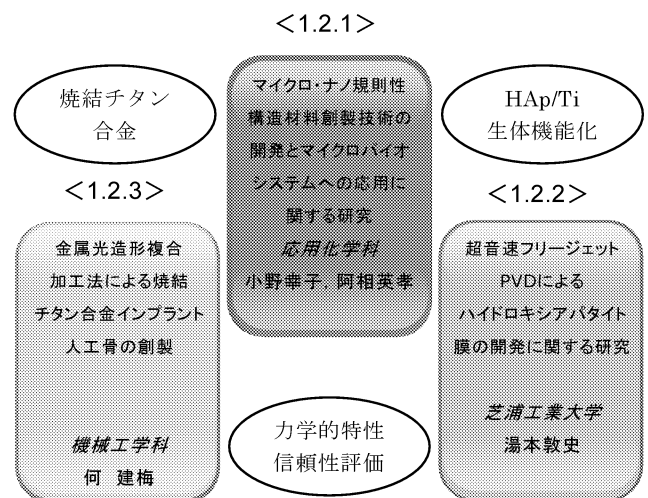 <1.2.1>
マイクロ・ナノ規則性
構造材料創製技術の
開発とマイクロバイオ
システムへの応用に
関する研究
応用化学科
小野幸子, 阿相英孝
焼結チタン
合金
HAp/Ti
生体機能化
<1.2.3>
金属光造形複合
加工法による焼結
チタン合金インプラント
人工骨の創製
機械工学科
何 建梅
<1.2.2>
超音速フリージェット
PVDによる
ハイドロキシアパタイト
膜の開発に関する研究
芝浦工業大学
湯本敦史
力学的特性
信頼性評価